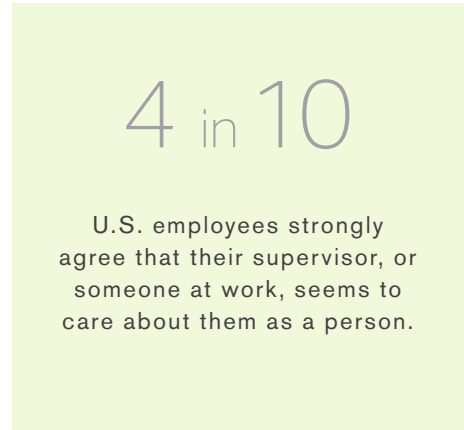 4 in 10
U.S. employees strongly
agree that their supervisor, or
someone at work, seems to
care about them as a person.